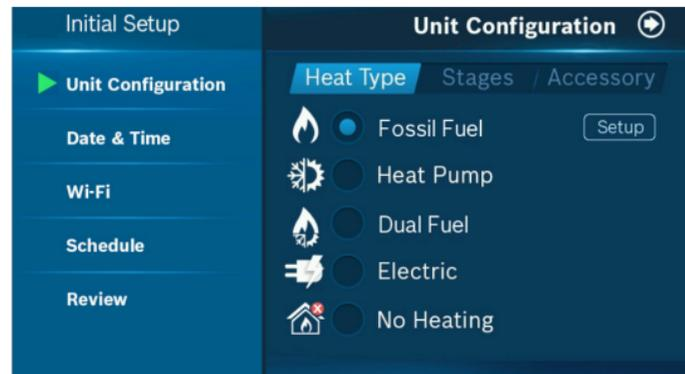 Initial Setup
Unit Configuration
Date & Time
Wi-Fi
Schedule
Review
Unit Configuration
Heat Type / Stages / Accessory
Fossil Fuel Setup
Heat Pump
Dual Fuel
Electric
No Heating